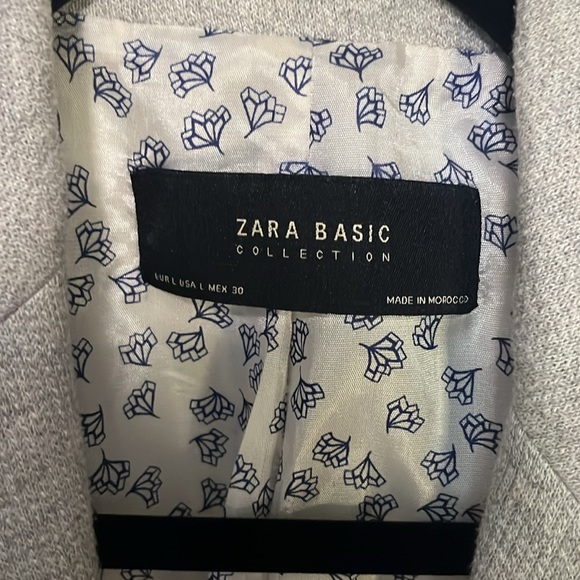 ZARA BASIC
COLLECTION
EUR L USA L MEX 30
MADE IN MOROCCO